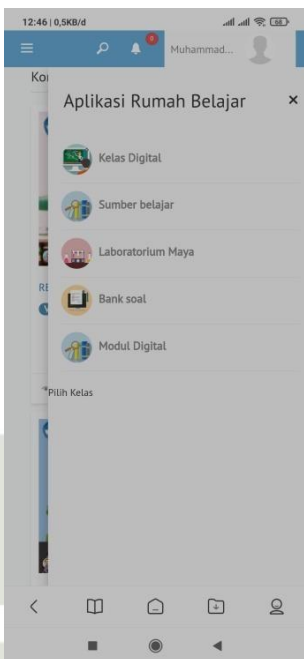 12:46 | 0,5KB/d
68
Muhammad...
Aplikasi Rumah Belajar
×
Kelas Digital
Sumber belajar
Laboratorium Maya
Bank soal
Modul Digital
Pilih Kelas